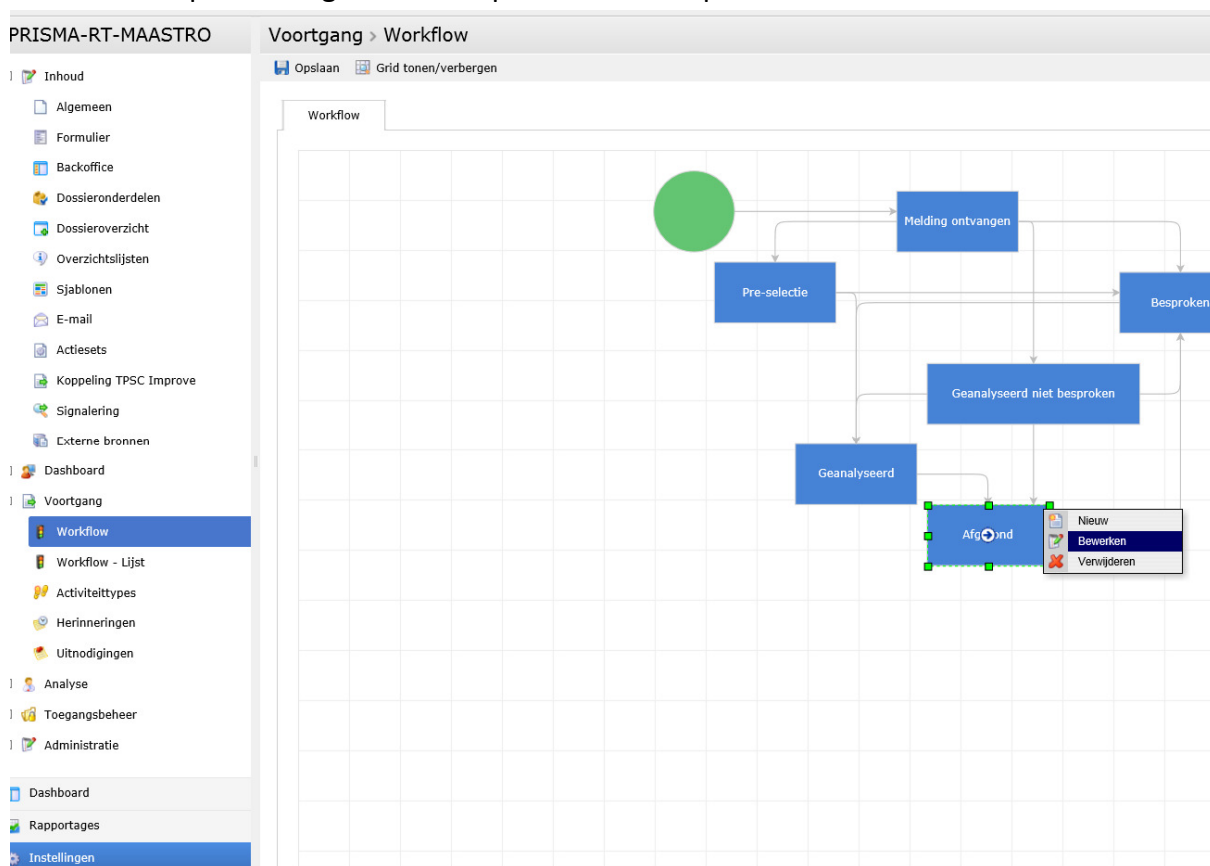 PRISMA-RT-MAASTRO
Voortgang › Workflow
Opslaan Grid tonen/verbergen
Inhoud
Algemeen
Formulier
Backoffice
Dossieronderdelen
Dossieroverzicht
Overzichtslijsten
Sjablonen
E-mail
Actiesets
Koppeling TPSC Improve
Signalering
Externe bronnen
Dashboard
Voortgang
Workflow
Workflow - Lijst
Activiteittypes
Herinneringen
Uitnodigingen
Analyse
Toegangsbeheer
Administratie
Dashboard
Rapportages
Instellingen
Workflow
Melding ontvangen
Pre-selectie
Besproken
Geanalyseerd niet besproken
Geanalyseerd
Nieuw
Bewerken
Verwijderen